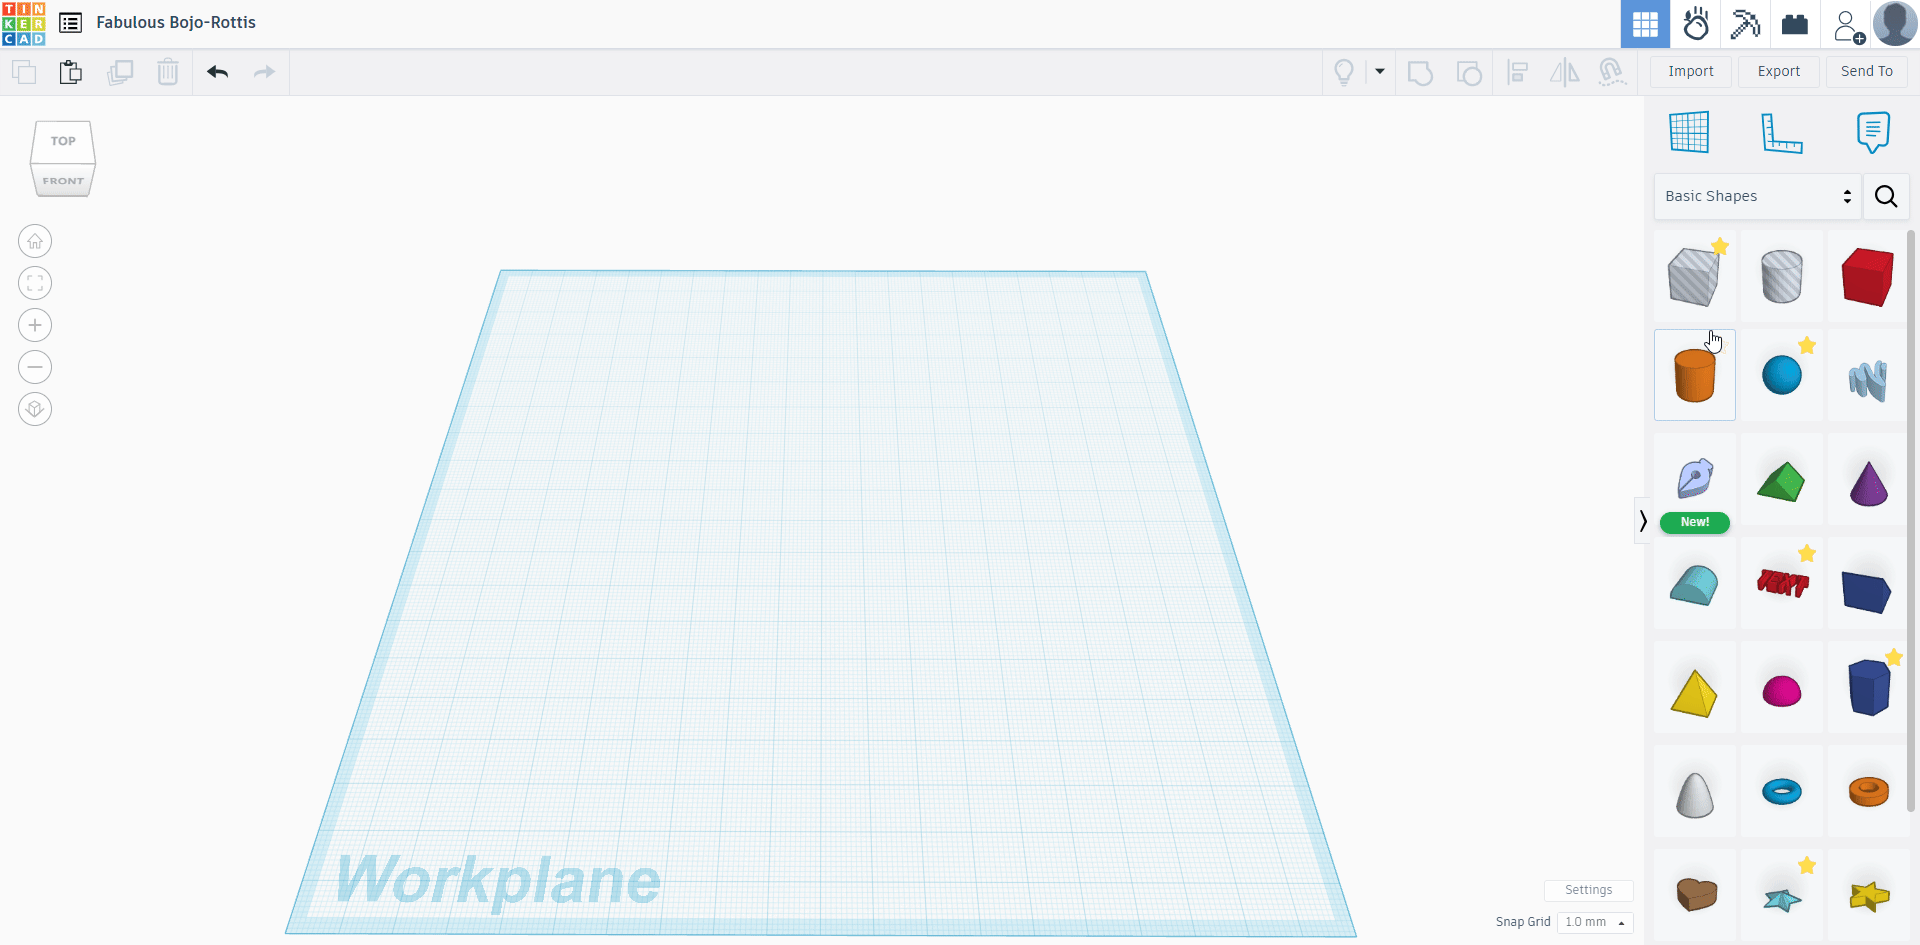 TIN
KER
CAD
Fabulous Bojo-Rottis
Import
Export
Send To
TOP
FRONT
Basic Shapes
New!
TEXT
Workplane
Settings
Snap Grid
1.0 mm